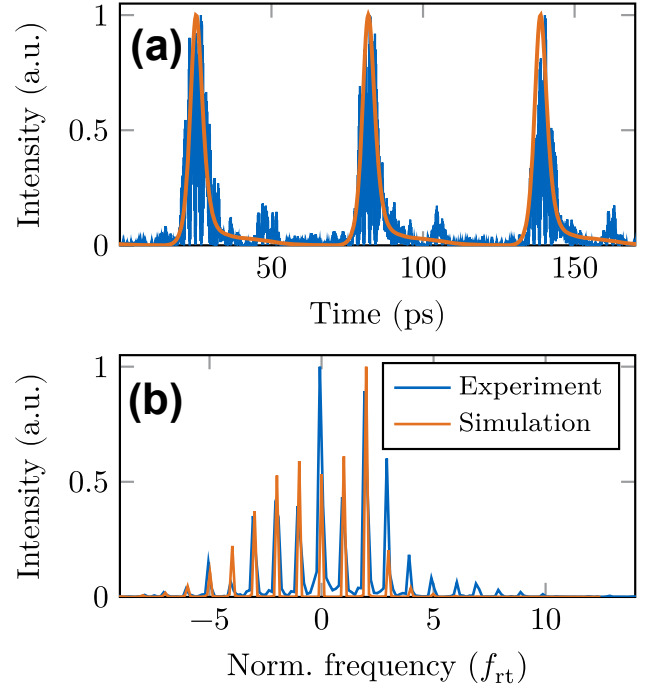 (a)
Intensity (a.u.)
1
0.5
0
50 100 150
Time (ps)
(b)
Intensity (a.u.)
1
0.5
0
Experiment
Simulation
−5 0 5 10
Norm. frequency (f_rt)